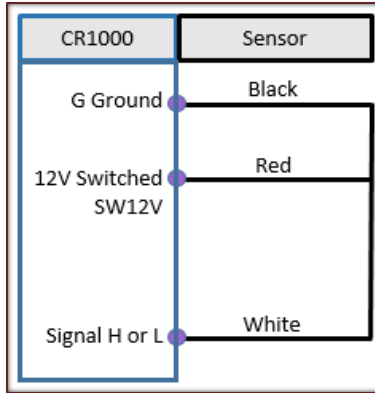 CR1000 Sensor
G Ground Black
12V Switched Red
SW12V
Signal H or L White